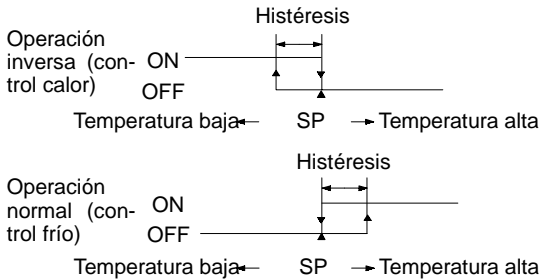 Histéresis
Operación
inversa (con-
trol calor)
ON
OFF
Temperatura baja SP Temperatura alta
Histéresis
Operación
normal (con-
trol frío)
ON
OFF
Temperatura baja SP Temperatura alta